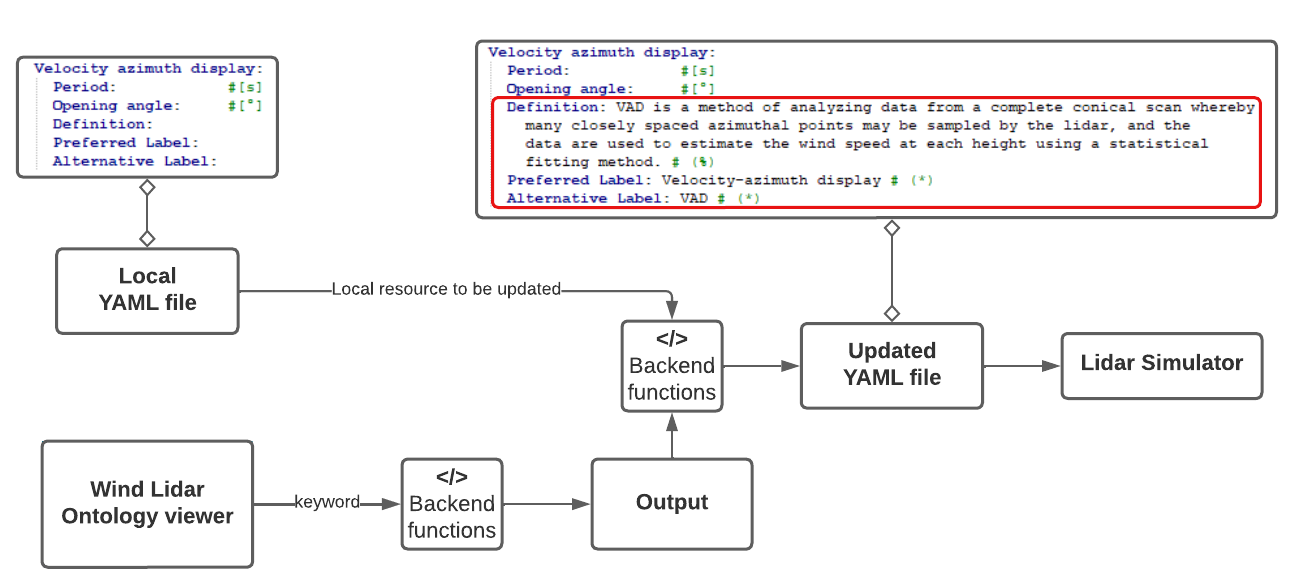 Velocity azimuth display:
Period: #[s]
Opening angle: #[°]
Definition:
Preferred Label:
Alternative Label:
Velocity azimuth display:
Period: #[s]
Opening angle: #[°]
Definition: VAD is a method of analyzing data from a complete conical scan whereby
many closely spaced azimuthal points may be sampled by the lidar, and the
data are used to estimate the wind speed at each height using a statistical
fitting method. # (%)
Preferred Label: Velocity-azimuth display # (*)
Alternative Label: VAD # (*)
Local
YAML file
Local resource to be updated
</>
Backend
functions
Updated
YAML file
Lidar Simulator
Wind Lidar
Ontology viewer
keyword
</>
Backend
functions
Output